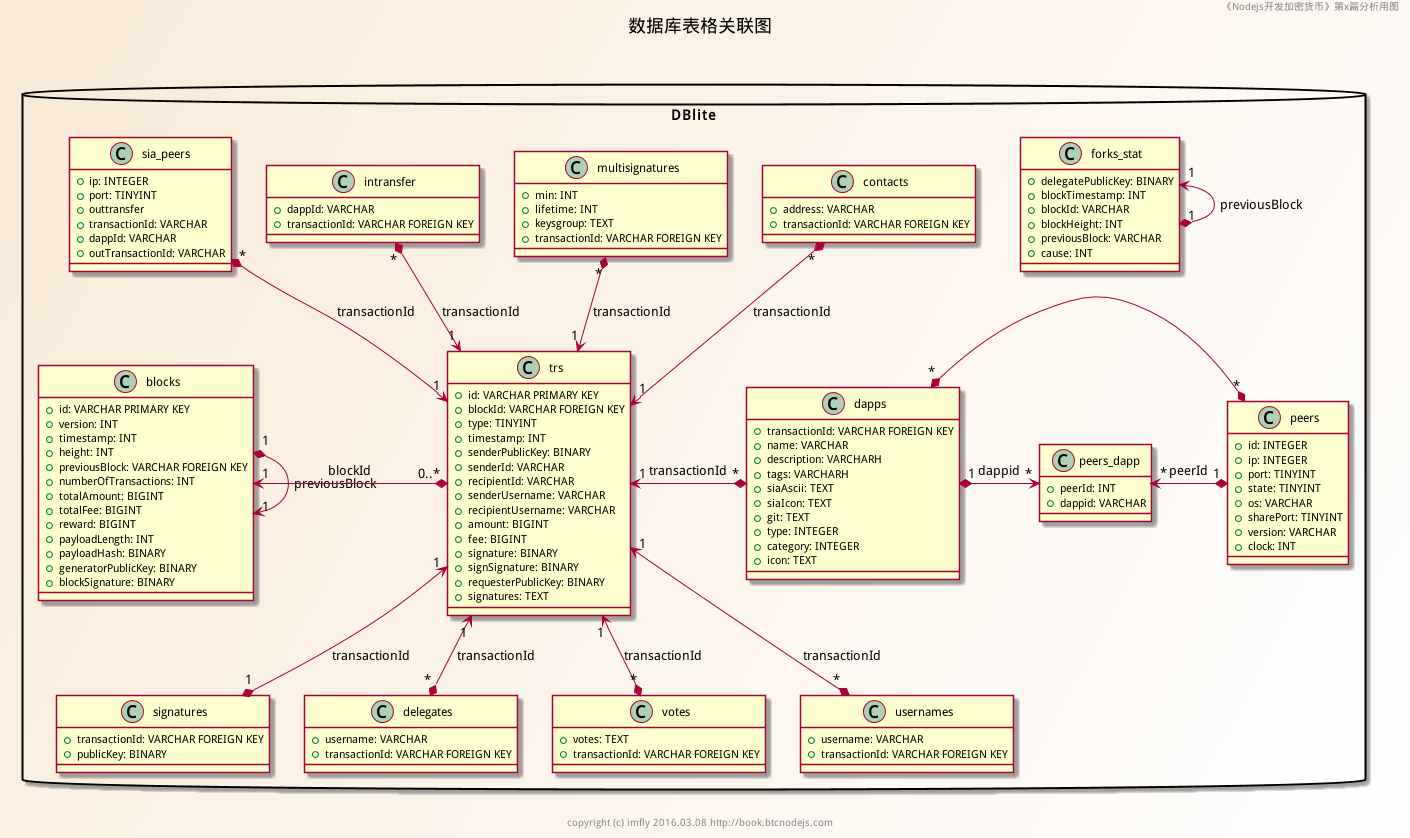 《Nodejs开发加密货币》第x篇分析用图
数据库表格关联图
DBlite
C sia_peers
ip: INTEGER
port: TINYINT
outtransfer
transactionId: VARCHAR
dappId: VARCHAR
outTransactionId: VARCHAR
C intransfer
dappId: VARCHAR
transactionId: VARCHAR FOREIGN KEY
C multisignatures
min: INT
lifetime: INT
keysgroup: TEXT
transactionId: VARCHAR FOREIGN KEY
C contacts
address: VARCHAR
transactionId: VARCHAR FOREIGN KEY
C forks_stat
delegatePublicKey: BINARY
blockTimestamp: INT
blockId: VARCHAR
blockHeight: INT
previousBlock: VARCHAR
cause: INT
1
previousBlock
1
*
*
*
*
transactionId
transactionId
transactionId
transactionId
1
1
1
1
C blocks
id: VARCHAR PRIMARY KEY
version: INT
timestamp: INT
height: INT
previousBlock: VARCHAR FOREIGN KEY
numberOfTransactions: INT
totalAmount: BIGINT
totalFee: BIGINT
reward: BIGINT
payloadLength: INT
payloadHash: BINARY
generatorPublicKey: BINARY
blockSignature: BINARY
1
1
previousBlock
1
blockId
0..*
C trs
id: VARCHAR PRIMARY KEY
blockId: VARCHAR FOREIGN KEY
type: TINYINT
timestamp: INT
senderPublicKey: BINARY
senderId: VARCHAR
recipientId: VARCHAR
senderUsername: VARCHAR
recipientUsername: VARCHAR
amount: BIGINT
fee: BIGINT
signature: BINARY
signSignature: BINARY
requesterPublicKey: BINARY
signatures: TEXT
1 transactionId *
C dapps
transactionId: VARCHAR FOREIGN KEY
name: VARCHAR
description: VARCHARH
tags: VARCHARH
siaAscii: TEXT
siaIcon: TEXT
git: TEXT
type: INTEGER
category: INTEGER
icon: TEXT
*
*
1 dappid *
C peers_dapp
peerId: INT
dappid: VARCHAR
* peerId 1
C peers
id: INTEGER
ip: INTEGER
port: TINYINT
state: TINYINT
os: VARCHAR
sharePort: TINYINT
version: VARCHAR
clock: INT
1
1
1
1
transactionId
transactionId
transactionId
transactionId
1
*
*
*
C signatures
transactionId: VARCHAR FOREIGN KEY
publicKey: BINARY
C delegates
username: VARCHAR
transactionId: VARCHAR FOREIGN KEY
C votes
votes: TEXT
transactionId: VARCHAR FOREIGN KEY
C usernames
username: VARCHAR
transactionId: VARCHAR FOREIGN KEY
copyright (c) imfly 2016.03.08 http://book.btcnodejs.com